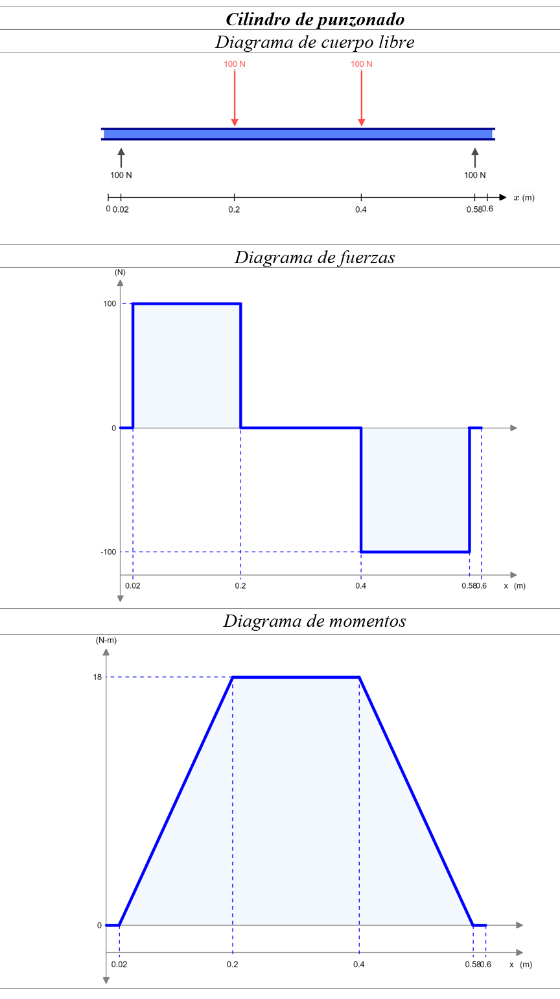 Cilindro de punzonado
Diagrama de cuerpo libre
100 N 100 N
100 N 100 N
x (m)
0 0.02 0.2 0.4 0.58 0.6
Diagrama de fuerzas
(N)
100
0
-100
0.02 0.2 0.4 0.58 0.6 x (m)
Diagrama de momentos
(N-m)
18
0
0.02 0.2 0.4 0.58 0.6 x (m)